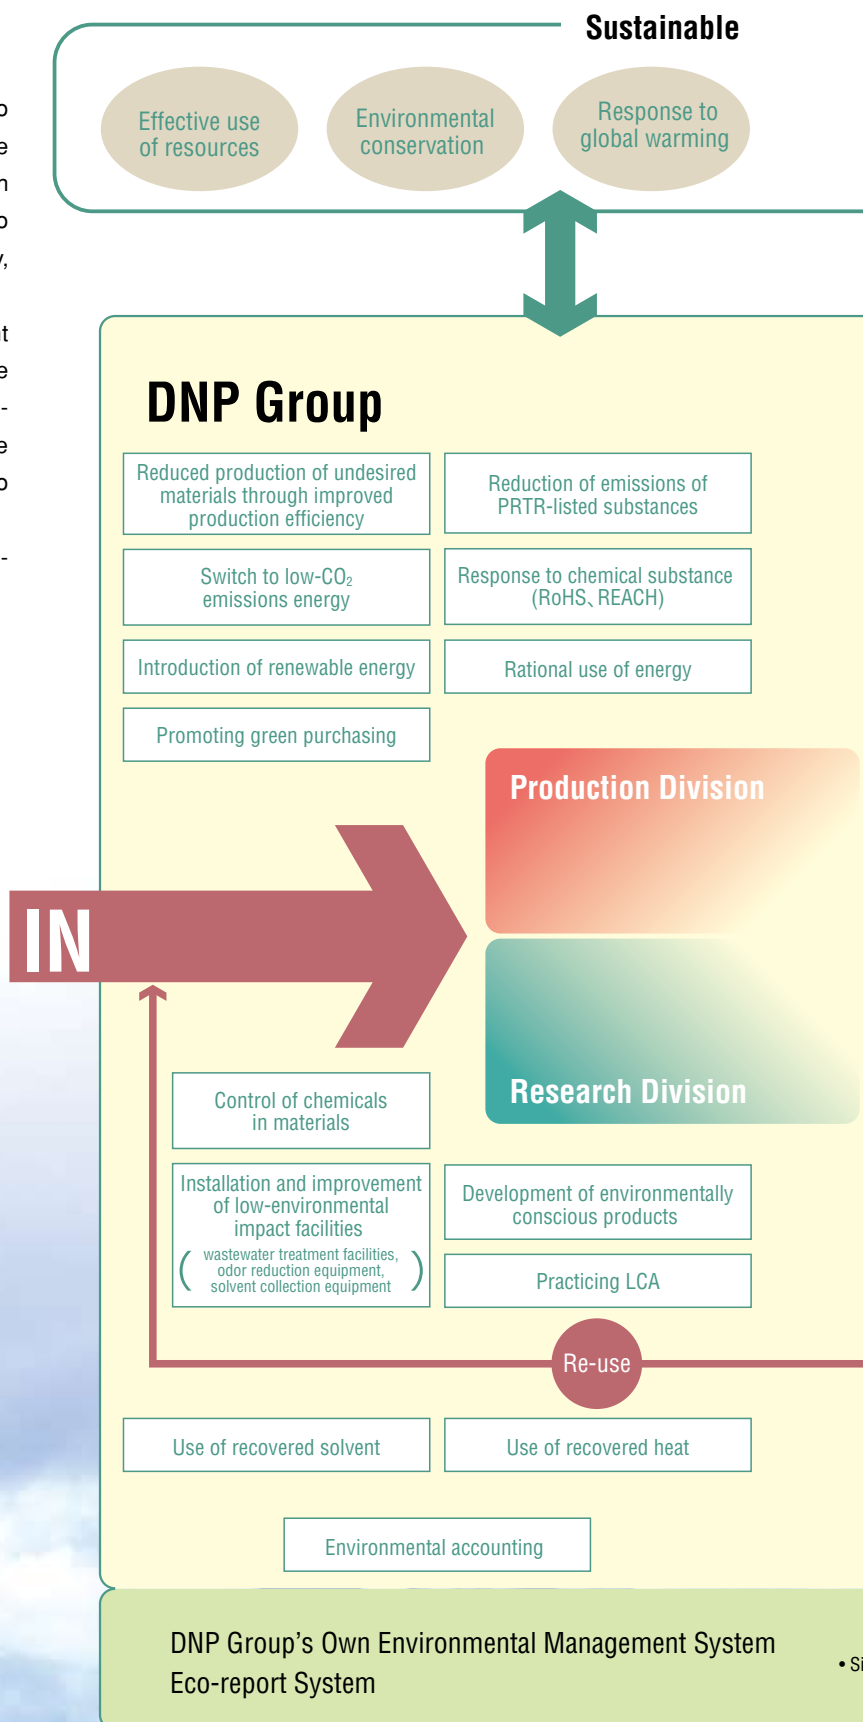 Sustainable
Effective use
of resources
Environmental
conservation
Response to
global warming
DNP Group
Reduced production of undesired
materials through improved
production efficiency
Reduction of emissions of
PRTR-listed substances
Switch to low-CO₂
emissions energy
Response to chemical substance
(RoHS、REACH)
Introduction of renewable energy
Rational use of energy
Promoting green purchasing
Production Division
IN
Research Division
Control of chemicals
in materials
Installation and improvement
of low-environmental
impact facilities
(wastewater treatment facilities,
odor reduction equipment,
solvent collection equipment)
Development of environmentally
conscious products
Practicing LCA
Re-use
Use of recovered solvent
Use of recovered heat
Environmental accounting
DNP Group's Own Environmental Management System
Eco-report System